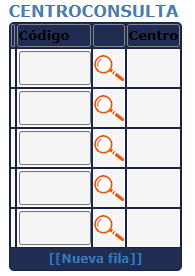 CENTROCONSULTA
Código Centro
[[Nueva fila]]